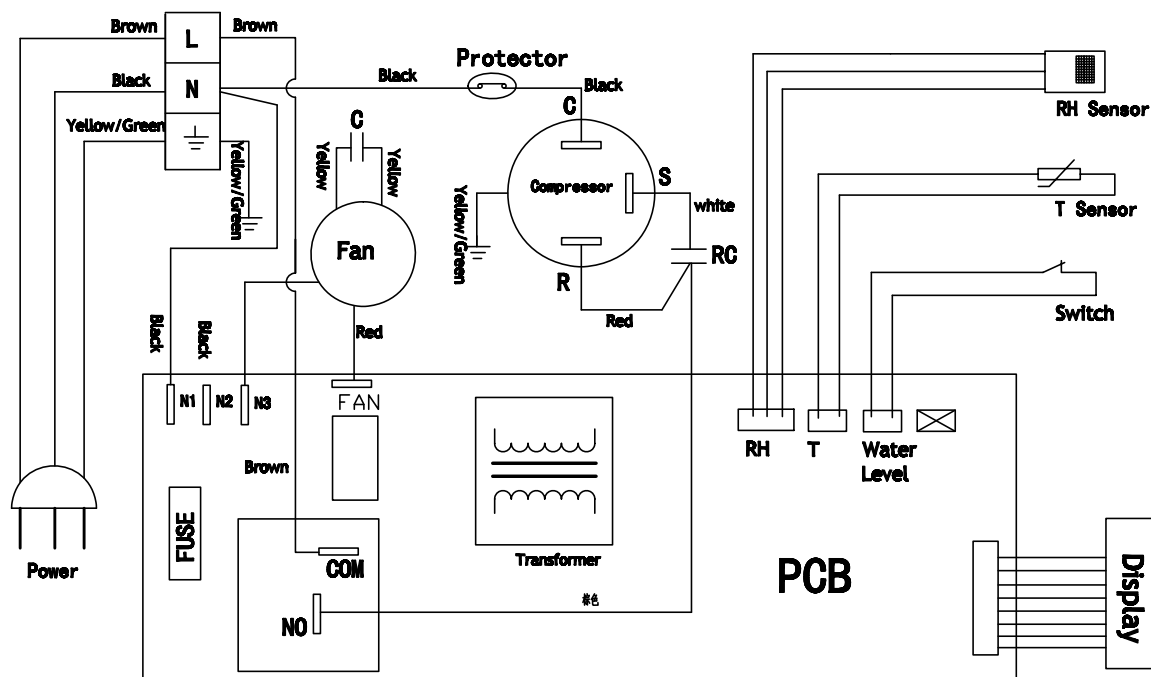 Brown
L
Brown
Black
N
Black
Protector
Black
Yellow/Green
Yellow/Green
C
Yellow
Yellow
Fan
Red
C
Compressor
S
white
Yellow/Green
R
RC
Red
RH Sensor
T Sensor
Switch
Black
Black
N1
N2
N3
FAN
RH
T
Water
Level
Brown
FUSE
Transformer
Power
COM
NO
棕色
PCB
Display